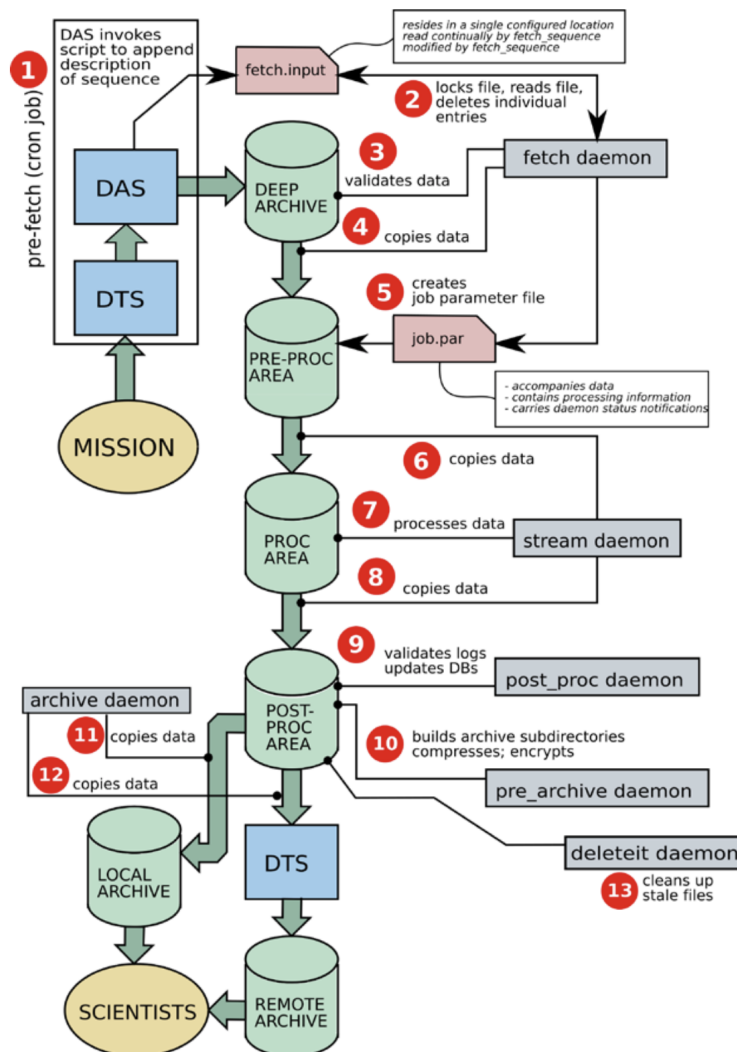 DAS invokes
script to append
description
of sequence
1
pre-fetch (cron job)
fetch.input
resides in a single configured location
read continually by fetch_sequence
modified by fetch_sequence
2
locks file, reads file,
deletes individual
entries
fetch daemon
DAS
DTS
MISSION
DEEP
ARCHIVE
3
validates data
4
copies data
5
creates
job parameter file
job.par
- accompanies data
- contains processing information
- carries daemon status notifications
PRE-PROC
AREA
6
copies data
7
processes data
stream daemon
PROC
AREA
8
copies data
9
validates logs
updates DBs
post_proc daemon
POST-
PROC
AREA
archive daemon
11
copies data
12
copies data
10
builds archive subdirectories
compresses; encrypts
pre_archive daemon
deleteit daemon
13
cleans up
stale files
LOCAL
ARCHIVE
DTS
SCIENTISTS
REMOTE
ARCHIVE